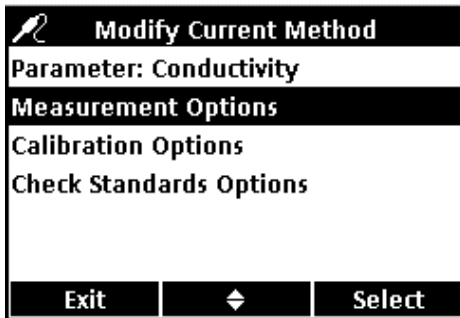 Modify Current Method
Parameter: Conductivity
Measurement Options
Calibration Options
Check Standards Options
Exit Select